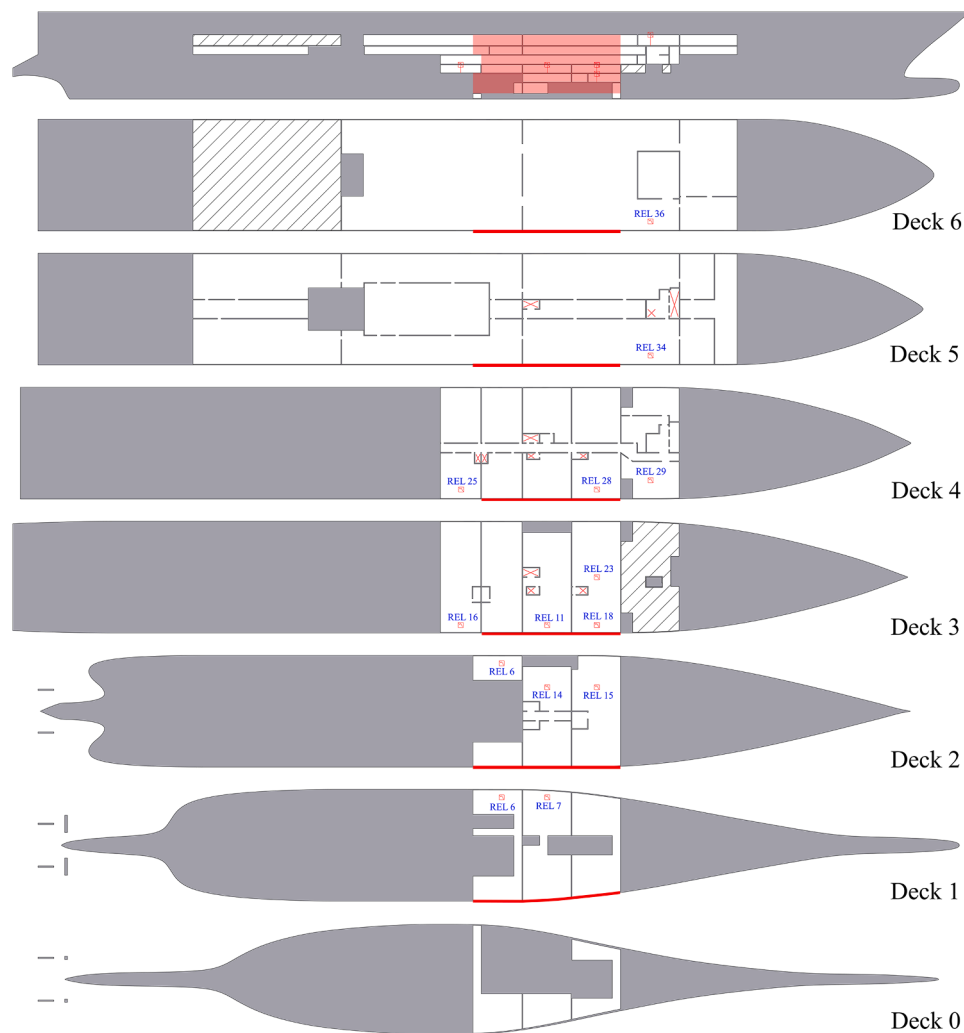 REL 36
Deck 6
REL 34
Deck 5
REL 25
REL 28
REL 29
Deck 4
REL 23
REL 16
REL 11
REL 18
Deck 3
REL 6
REL 14
REL 15
Deck 2
REL 6
REL 7
Deck 1
Deck 0